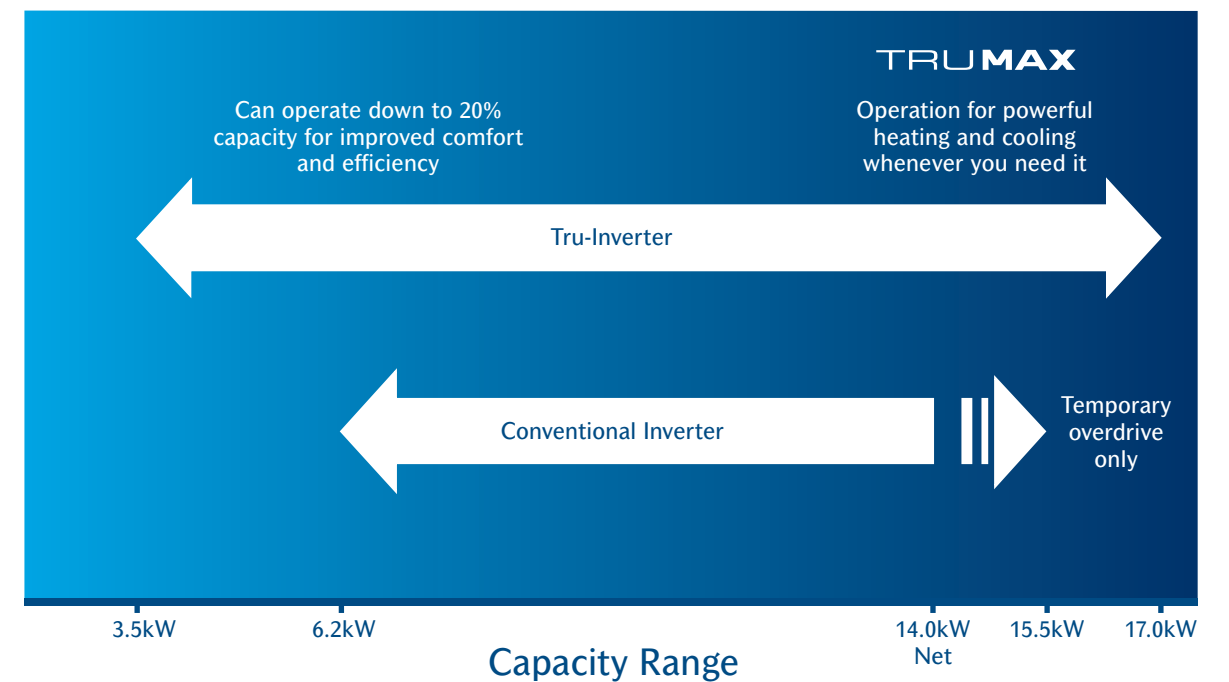 TRUMAX
Can operate down to 20%
capacity for improved comfort
and efficiency
Operation for powerful
heating and cooling
whenever you need it
Tru-Inverter
Conventional Inverter
Temporary
overdrive
only
3.5kW
6.2kW
14.0kW
Net
15.5kW
17.0kW
Capacity Range